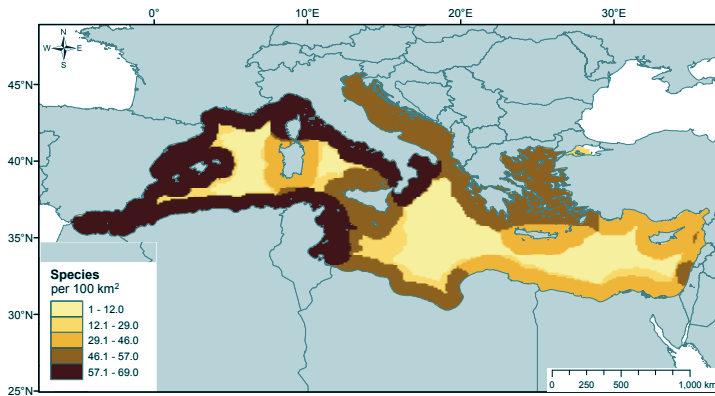 0° 10°E 20°E 30°E
N
W E
S
45°N
40°N
35°N
30°N
25°N
Species
per 100 km²
1 - 12.0
12.1 - 29.0
29.1 - 46.0
46.1 - 57.0
57.1 - 69.0
0 250 500 1,000 km